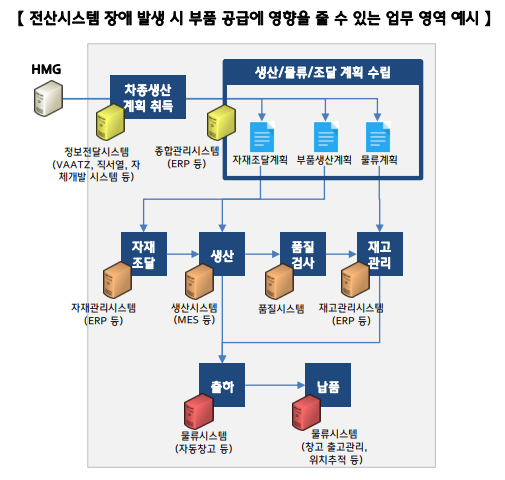 【 전산시스템 장애 발생 시 부품 공급에 영향을 줄 수 있는 업무 영역 예시 】
HMG
차종생산
계획 취득
정보전달시스템
(VAATZ, 직서열, 자
체개발 시스템 등)
종합관리시스템
(ERP 등)
생산/물류/조달 계획 수립
자재조달계획
부품생산계획
물류계획
자재
조달
생산
품질
검사
재고
관리
자재관리시스템
(ERP 등)
생산시스템
(MES 등)
품질시스템
재고관리시스템
(ERP 등)
출하
납품
물류시스템
(자동창고 등)
물류시스템
(창고 출고관리,
위치추적 등)